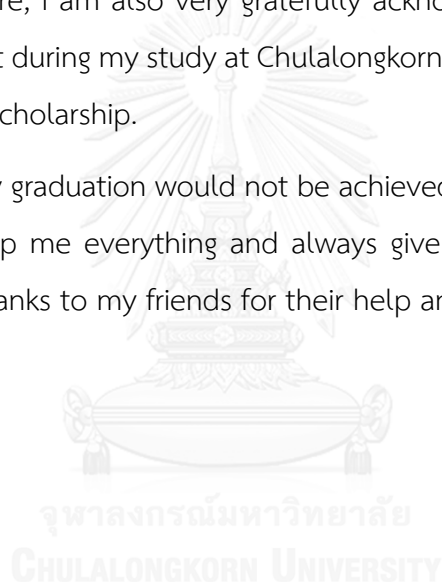 re, I am also very gratefully ackno
t during my study at Chulalongkorn
cholarship.
graduation would not be achieved
p me everything and always give
anks to my friends for their help ar
จุฬาลงกรณ์มหาวิทยาลัย
CHULALONGKORN UNIVERSITY